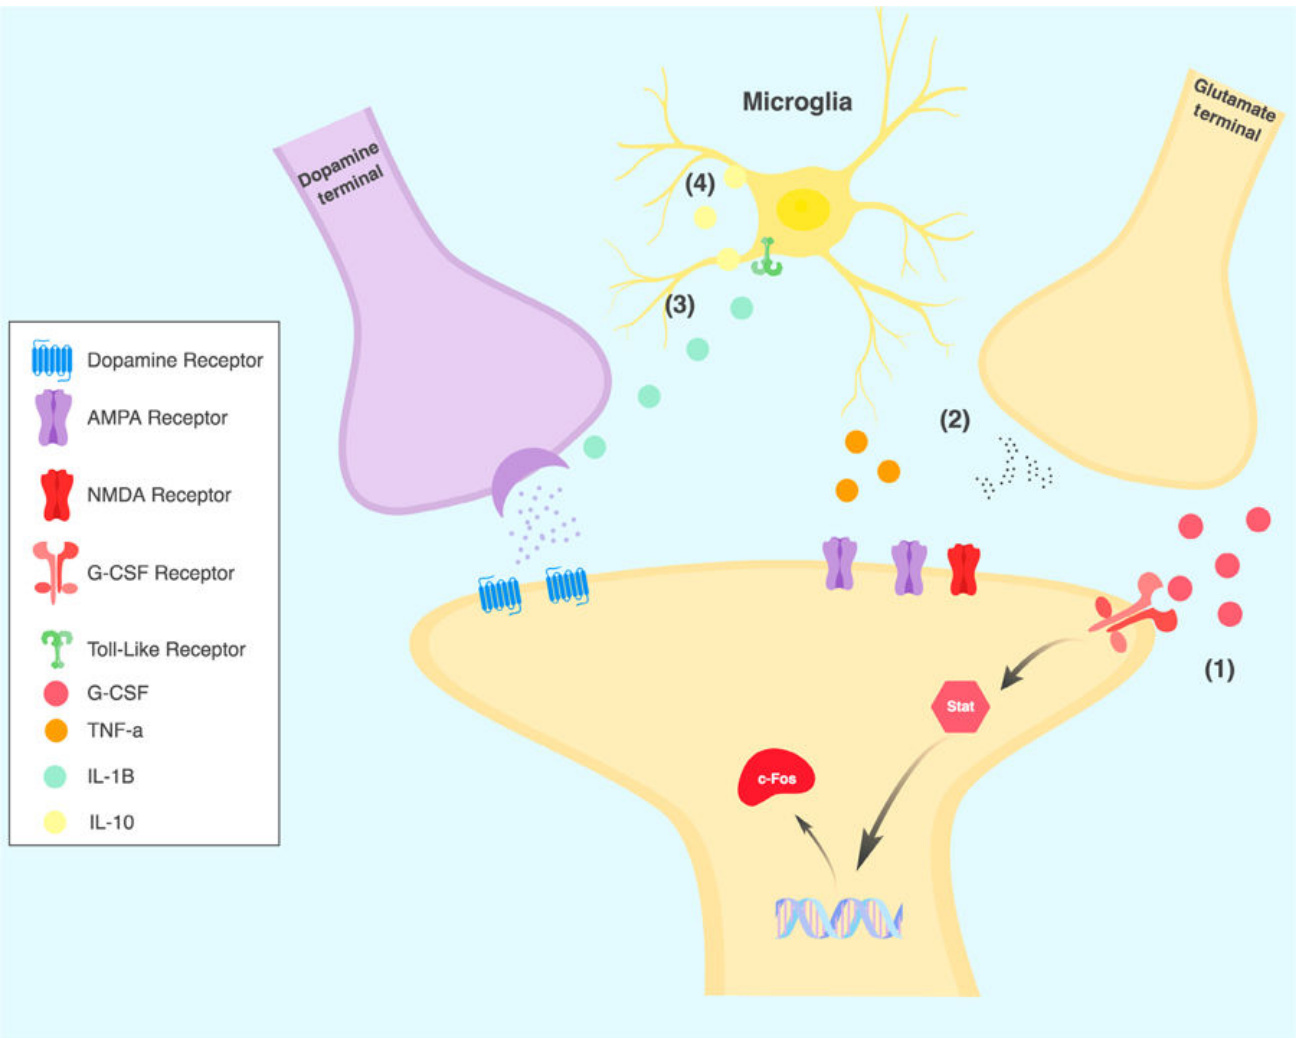 Microglia
Glutamate
terminal
Dopamine
terminal
(4)
(3)
(2)
(1)
Dopamine Receptor
AMPA Receptor
NMDA Receptor
G-CSF Receptor
Toll-Like Receptor
G-CSF
TNF-a
IL-1B
IL-10
Stat
c-Fos